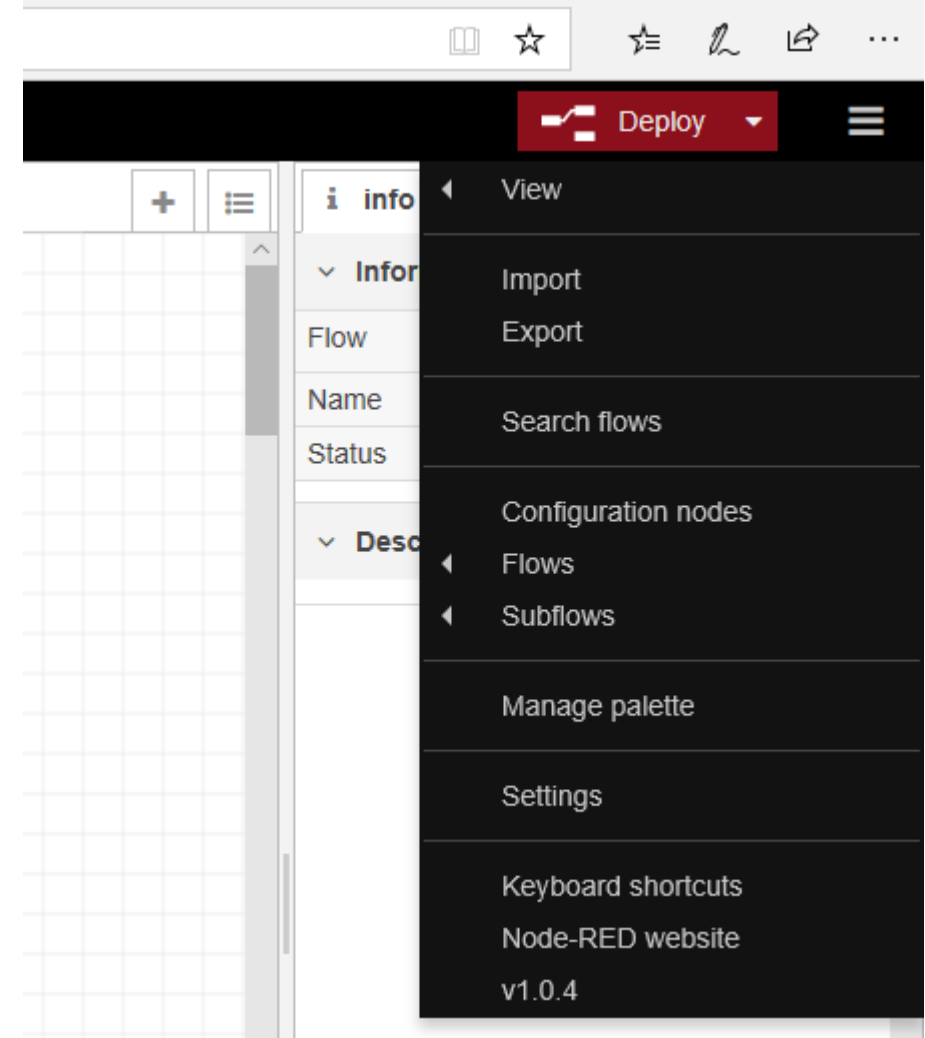 Deploy
info
View
Infor
Import
Flow
Export
Name
Search flows
Status
Configuration nodes
Desc
Flows
Subflows
Manage palette
Settings
Keyboard shortcuts
Node-RED website
v1.0.4